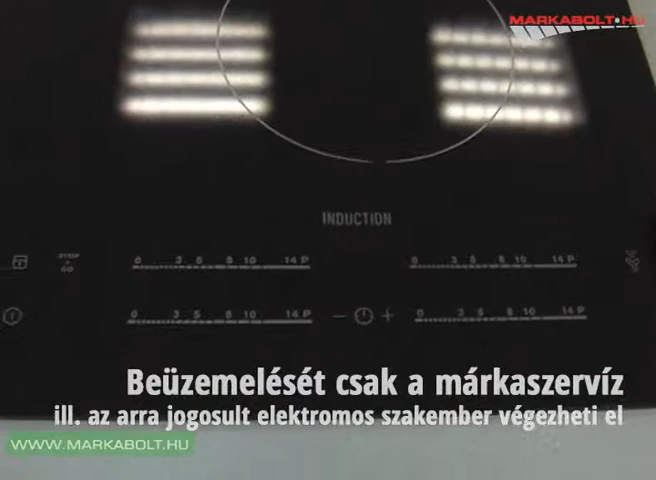 MARKABOLT.HU
INDUCTION
STOP
GO
0 3 5 8 10 14 P
0 3 5 8 10 14 P
0 3 5 8 10 14 P
− +
0 3 5 8 10 14 P
Beüzemelését csak a márkaszervíz
ill. az arra jogosult elektromos szakember végezheti el
WWW.MARKABOLT.HU